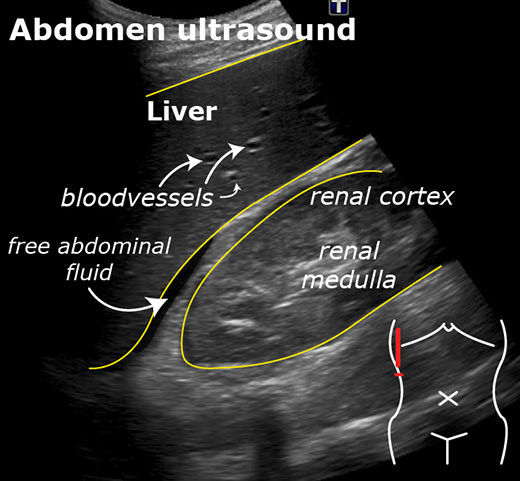 Abdomen ultrasound
Liver
bloodvessels
renal cortex
free abdominal
fluid
renal
medulla